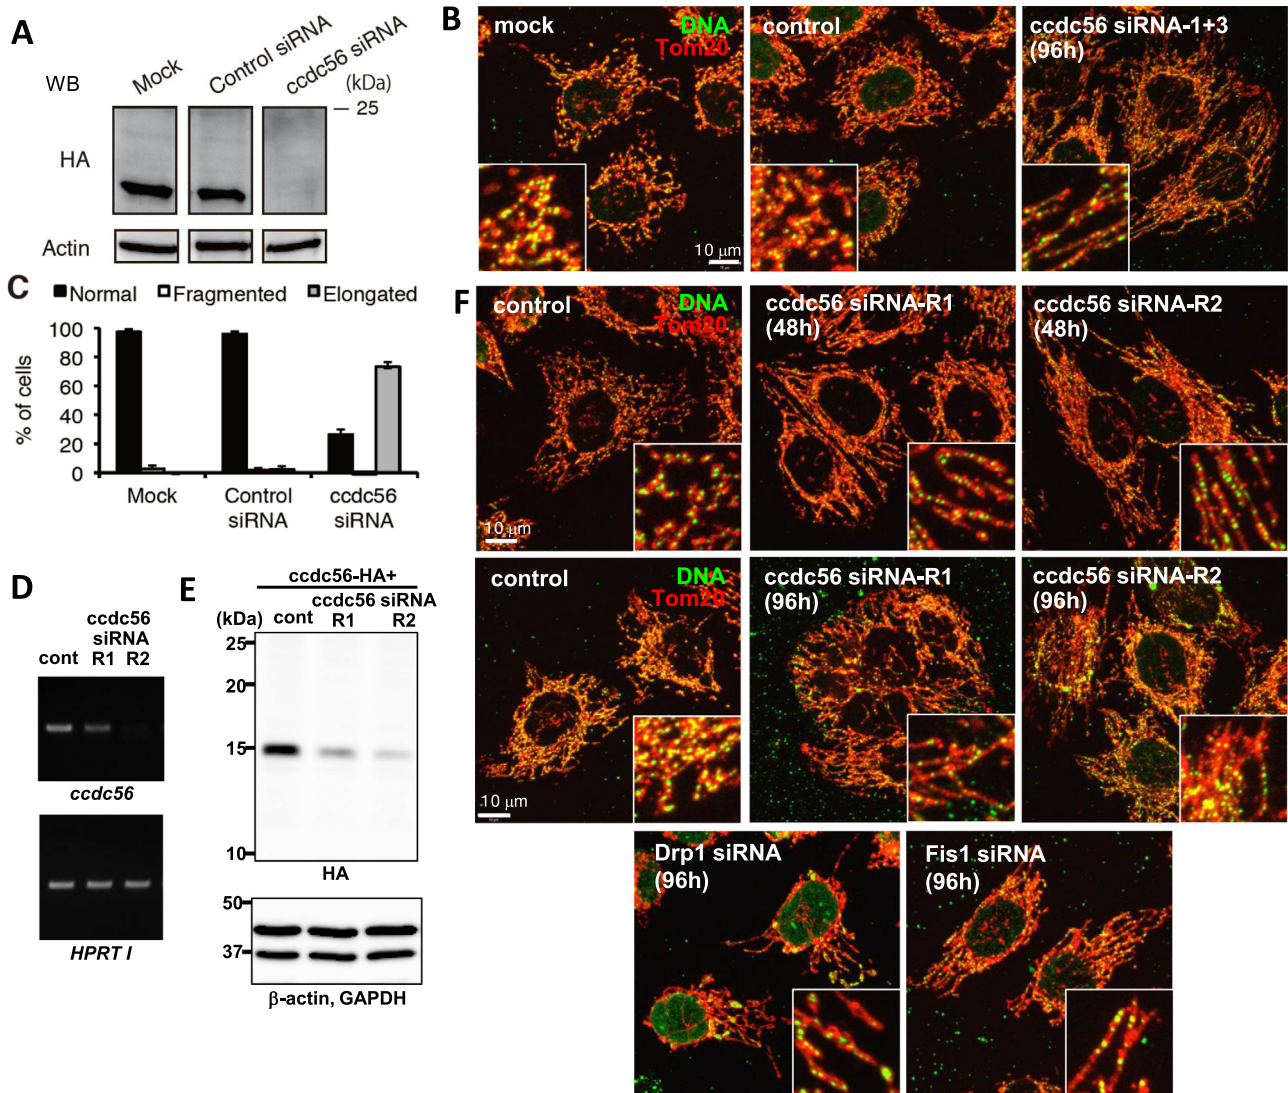 A
WB
Mock
Control siRNA
ccdc56 siRNA
(kDa)
25
HA
Actin
B
mock
DNA
Tom20
10 μm
control
ccdc56 siRNA-1+3
(96h)
C
Normal
Fragmented
Elongated
% of cells
100
80
60
40
20
0
Mock
Control
siRNA
ccdc56
siRNA
D
ccdc56
siRNA
cont R1 R2
ccdc56
HPRT I
E
ccdc56-HA+
ccdc56 siRNA
(kDa) cont R1 R2
25
20
15
10
HA
50
37
β-actin, GAPDH
F
control
DNA
Tom20
10 μm
ccdc56 siRNA-R1
(48h)
ccdc56 siRNA-R2
(48h)
control
DNA
Tom20
10 μm
ccdc56 siRNA-R1
(96h)
ccdc56 siRNA-R2
(96h)
Drp1 siRNA
(96h)
Fis1 siRNA
(96h)